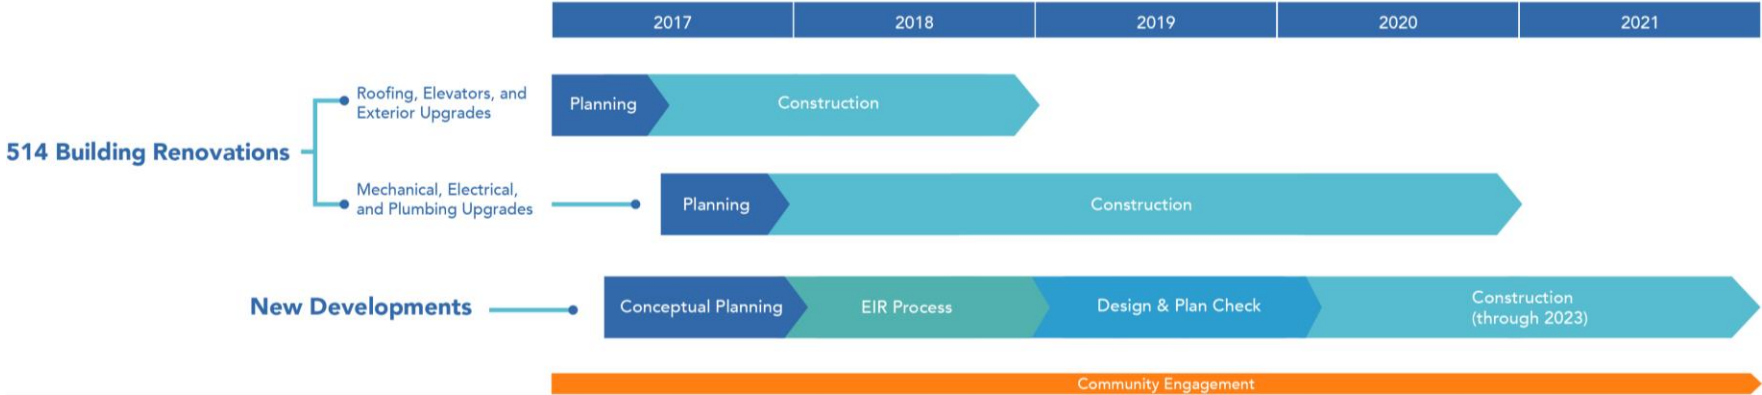 2017
2018
2019
2020
2021
Roofing, Elevators, and
Exterior Upgrades
Planning
Construction
514 Building Renovations
Mechanical, Electrical,
and Plumbing Upgrades
Planning
Construction
New Developments
Conceptual Planning
EIR Process
Design & Plan Check
Construction
(through 2023)
Community Engagement